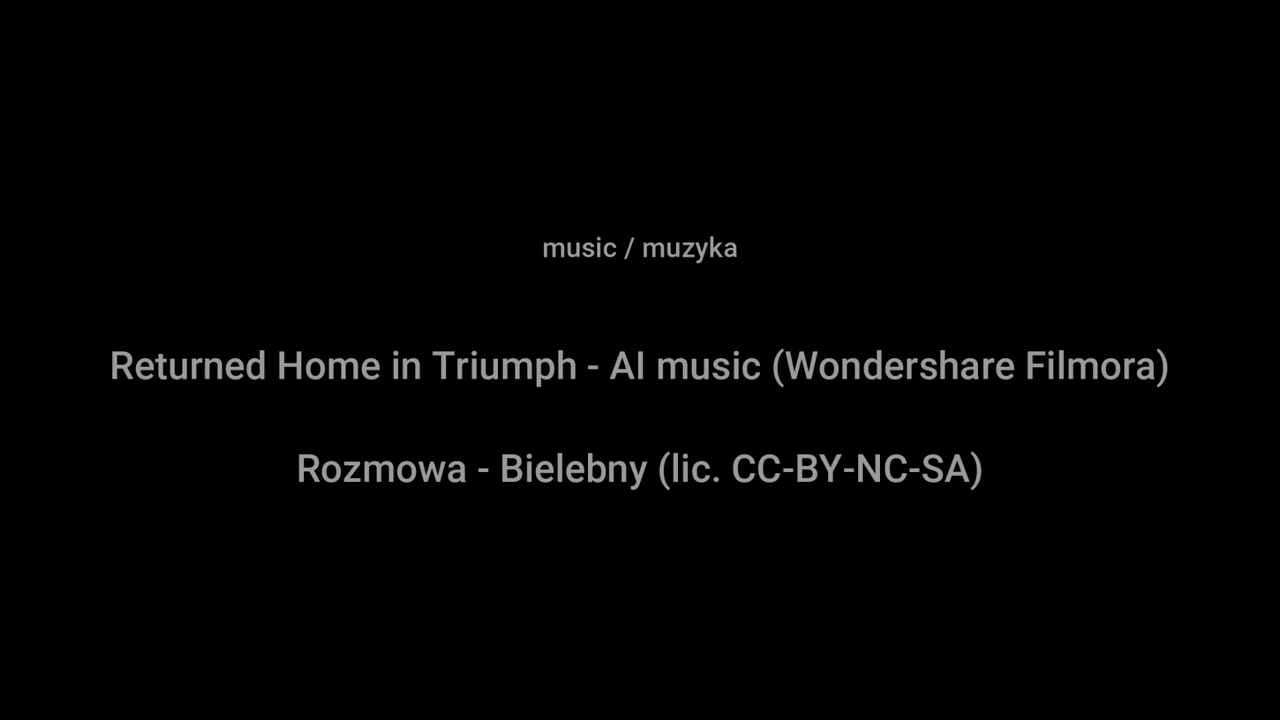 music / muzyka
Returned Home in Triumph - AI music (Wondershare Filmora)
Rozmowa - Bielebny (lic. CC-BY-NC-SA)